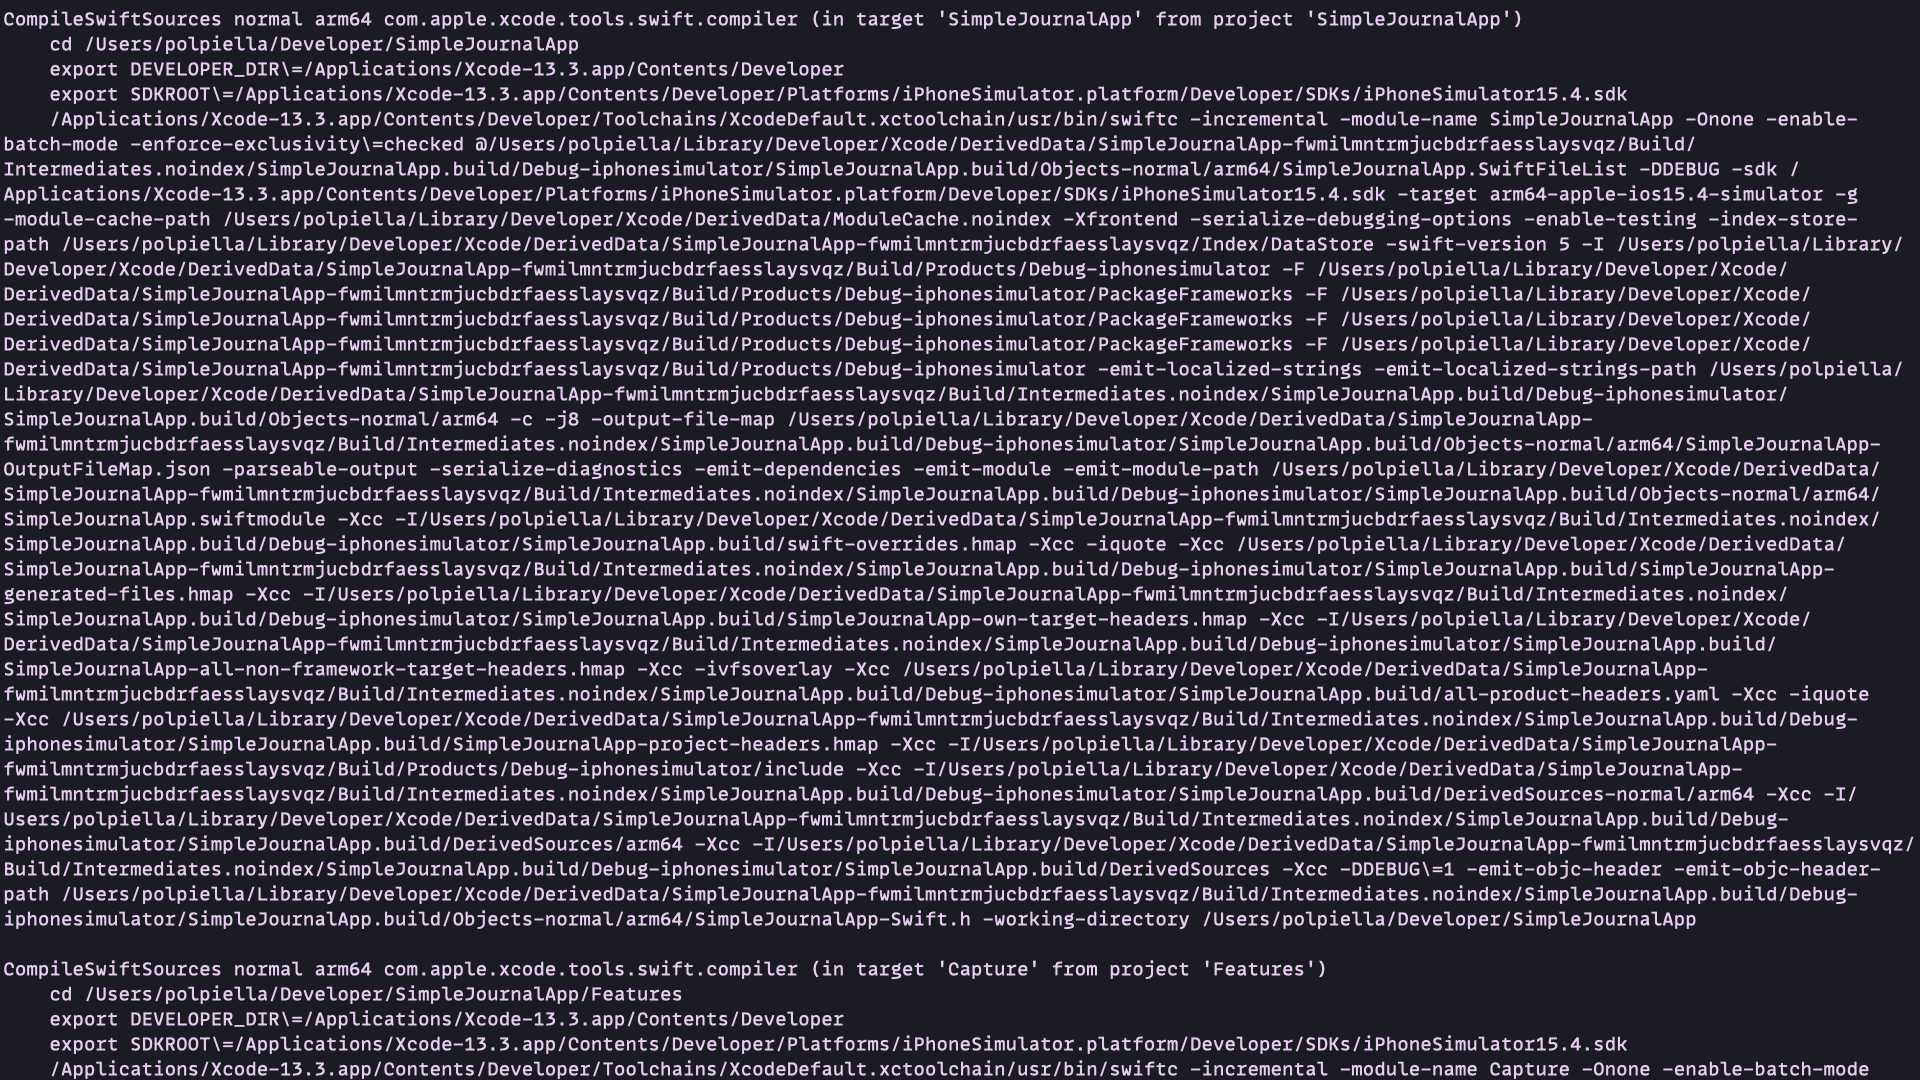 CompileSwiftSources normal arm64 com.apple.xcode.tools.swift.compiler (in target 'SimpleJournalApp' from project 'SimpleJournalApp')
    cd /Users/polpiella/Developer/SimpleJournalApp
    export DEVELOPER_DIR\=/Applications/Xcode-13.3.app/Contents/Developer
    export SDKROOT\=/Applications/Xcode-13.3.app/Contents/Developer/Platforms/iPhoneSimulator.platform/Developer/SDKs/iPhoneSimulator15.4.sdk
    /Applications/Xcode-13.3.app/Contents/Developer/Toolchains/XcodeDefault.xctoolchain/usr/bin/swiftc -incremental -module-name SimpleJournalApp -Onone -enable-
batch-mode -enforce-exclusivity\=checked @/Users/polpiella/Library/Developer/Xcode/DerivedData/SimpleJournalApp-fwmilmntrmjucbdrfaesslaysvqz/Build/
Intermediates.noindex/SimpleJournalApp.build/Debug-iphonesimulator/SimpleJournalApp.build/Objects-normal/arm64/SimpleJournalApp.SwiftFileList -DDEBUG -sdk /
Applications/Xcode-13.3.app/Contents/Developer/Platforms/iPhoneSimulator.platform/Developer/SDKs/iPhoneSimulator15.4.sdk -target arm64-apple-ios15.4-simulator -g
-module-cache-path /Users/polpiella/Library/Developer/Xcode/DerivedData/ModuleCache.noindex -Xfrontend -serialize-debugging-options -enable-testing -index-store-
path /Users/polpiella/Library/Developer/Xcode/DerivedData/SimpleJournalApp-fwmilmntrmjucbdrfaesslaysvqz/Index/DataStore -swift-version 5 -I /Users/polpiella/Library/
Developer/Xcode/DerivedData/SimpleJournalApp-fwmilmntrmjucbdrfaesslaysvqz/Build/Products/Debug-iphonesimulator -F /Users/polpiella/Library/Developer/Xcode/
DerivedData/SimpleJournalApp-fwmilmntrmjucbdrfaesslaysvqz/Build/Products/Debug-iphonesimulator/PackageFrameworks -F /Users/polpiella/Library/Developer/Xcode/
DerivedData/SimpleJournalApp-fwmilmntrmjucbdrfaesslaysvqz/Build/Products/Debug-iphonesimulator/PackageFrameworks -F /Users/polpiella/Library/Developer/Xcode/
DerivedData/SimpleJournalApp-fwmilmntrmjucbdrfaesslaysvqz/Build/Products/Debug-iphonesimulator/PackageFrameworks -F /Users/polpiella/Library/Developer/Xcode/
DerivedData/SimpleJournalApp-fwmilmntrmjucbdrfaesslaysvqz/Build/Products/Debug-iphonesimulator -emit-localized-strings -emit-localized-strings-path /Users/polpiella/
Library/Developer/Xcode/DerivedData/SimpleJournalApp-fwmilmntrmjucbdrfaesslaysvqz/Build/Intermediates.noindex/SimpleJournalApp.build/Debug-iphonesimulator/
SimpleJournalApp.build/Objects-normal/arm64 -c -j8 -output-file-map /Users/polpiella/Library/Developer/Xcode/DerivedData/SimpleJournalApp-
fwmilmntrmjucbdrfaesslaysvqz/Build/Intermediates.noindex/SimpleJournalApp.build/Debug-iphonesimulator/SimpleJournalApp.build/Objects-normal/arm64/SimpleJournalApp-
OutputFileMap.json -parseable-output -serialize-diagnostics -emit-dependencies -emit-module -emit-module-path /Users/polpiella/Library/Developer/Xcode/DerivedData/
SimpleJournalApp-fwmilmntrmjucbdrfaesslaysvqz/Build/Intermediates.noindex/SimpleJournalApp.build/Debug-iphonesimulator/SimpleJournalApp.build/Objects-normal/arm64/
SimpleJournalApp.swiftmodule -Xcc -I/Users/polpiella/Library/Developer/Xcode/DerivedData/SimpleJournalApp-fwmilmntrmjucbdrfaesslaysvqz/Build/Intermediates.noindex/
SimpleJournalApp.build/Debug-iphonesimulator/SimpleJournalApp.build/swift-overrides.hmap -Xcc -iquote -Xcc /Users/polpiella/Library/Developer/Xcode/DerivedData/
SimpleJournalApp-fwmilmntrmjucbdrfaesslaysvqz/Build/Intermediates.noindex/SimpleJournalApp.build/Debug-iphonesimulator/SimpleJournalApp.build/SimpleJournalApp-
generated-files.hmap -Xcc -I/Users/polpiella/Library/Developer/Xcode/DerivedData/SimpleJournalApp-fwmilmntrmjucbdrfaesslaysvqz/Build/Intermediates.noindex/
SimpleJournalApp.build/Debug-iphonesimulator/SimpleJournalApp.build/SimpleJournalApp-own-target-headers.hmap -Xcc -I/Users/polpiella/Library/Developer/Xcode/
DerivedData/SimpleJournalApp-fwmilmntrmjucbdrfaesslaysvqz/Build/Intermediates.noindex/SimpleJournalApp.build/Debug-iphonesimulator/SimpleJournalApp.build/
SimpleJournalApp-all-non-framework-target-headers.hmap -Xcc -ivfsoverlay -Xcc /Users/polpiella/Library/Developer/Xcode/DerivedData/SimpleJournalApp-
fwmilmntrmjucbdrfaesslaysvqz/Build/Intermediates.noindex/SimpleJournalApp.build/Debug-iphonesimulator/SimpleJournalApp.build/all-product-headers.yaml -Xcc -iquote
-Xcc /Users/polpiella/Library/Developer/Xcode/DerivedData/SimpleJournalApp-fwmilmntrmjucbdrfaesslaysvqz/Build/Intermediates.noindex/SimpleJournalApp.build/Debug-
iphonesimulator/SimpleJournalApp.build/SimpleJournalApp-project-headers.hmap -Xcc -I/Users/polpiella/Library/Developer/Xcode/DerivedData/SimpleJournalApp-
fwmilmntrmjucbdrfaesslaysvqz/Build/Products/Debug-iphonesimulator/include -Xcc -I/Users/polpiella/Library/Developer/Xcode/DerivedData/SimpleJournalApp-
fwmilmntrmjucbdrfaesslaysvqz/Build/Intermediates.noindex/SimpleJournalApp.build/Debug-iphonesimulator/SimpleJournalApp.build/DerivedSources-normal/arm64 -Xcc -I/
Users/polpiella/Library/Developer/Xcode/DerivedData/SimpleJournalApp-fwmilmntrmjucbdrfaesslaysvqz/Build/Intermediates.noindex/SimpleJournalApp.build/Debug-
iphonesimulator/SimpleJournalApp.build/DerivedSources/arm64 -Xcc -I/Users/polpiella/Library/Developer/Xcode/DerivedData/SimpleJournalApp-fwmilmntrmjucbdrfaesslaysvqz/
Build/Intermediates.noindex/SimpleJournalApp.build/Debug-iphonesimulator/SimpleJournalApp.build/DerivedSources -Xcc -DDEBUG\=1 -emit-objc-header -emit-objc-header-
path /Users/polpiella/Library/Developer/Xcode/DerivedData/SimpleJournalApp-fwmilmntrmjucbdrfaesslaysvqz/Build/Intermediates.noindex/SimpleJournalApp.build/Debug-
iphonesimulator/SimpleJournalApp.build/Objects-normal/arm64/SimpleJournalApp-Swift.h -working-directory /Users/polpiella/Developer/SimpleJournalApp

CompileSwiftSources normal arm64 com.apple.xcode.tools.swift.compiler (in target 'Capture' from project 'Features')
    cd /Users/polpiella/Developer/SimpleJournalApp/Features
    export DEVELOPER_DIR\=/Applications/Xcode-13.3.app/Contents/Developer
    export SDKROOT\=/Applications/Xcode-13.3.app/Contents/Developer/Platforms/iPhoneSimulator.platform/Developer/SDKs/iPhoneSimulator15.4.sdk
    /Applications/Xcode-13.3.app/Contents/Developer/Toolchains/XcodeDefault.xctoolchain/usr/bin/swiftc -incremental -module-name Capture -Onone -enable-batch-mode